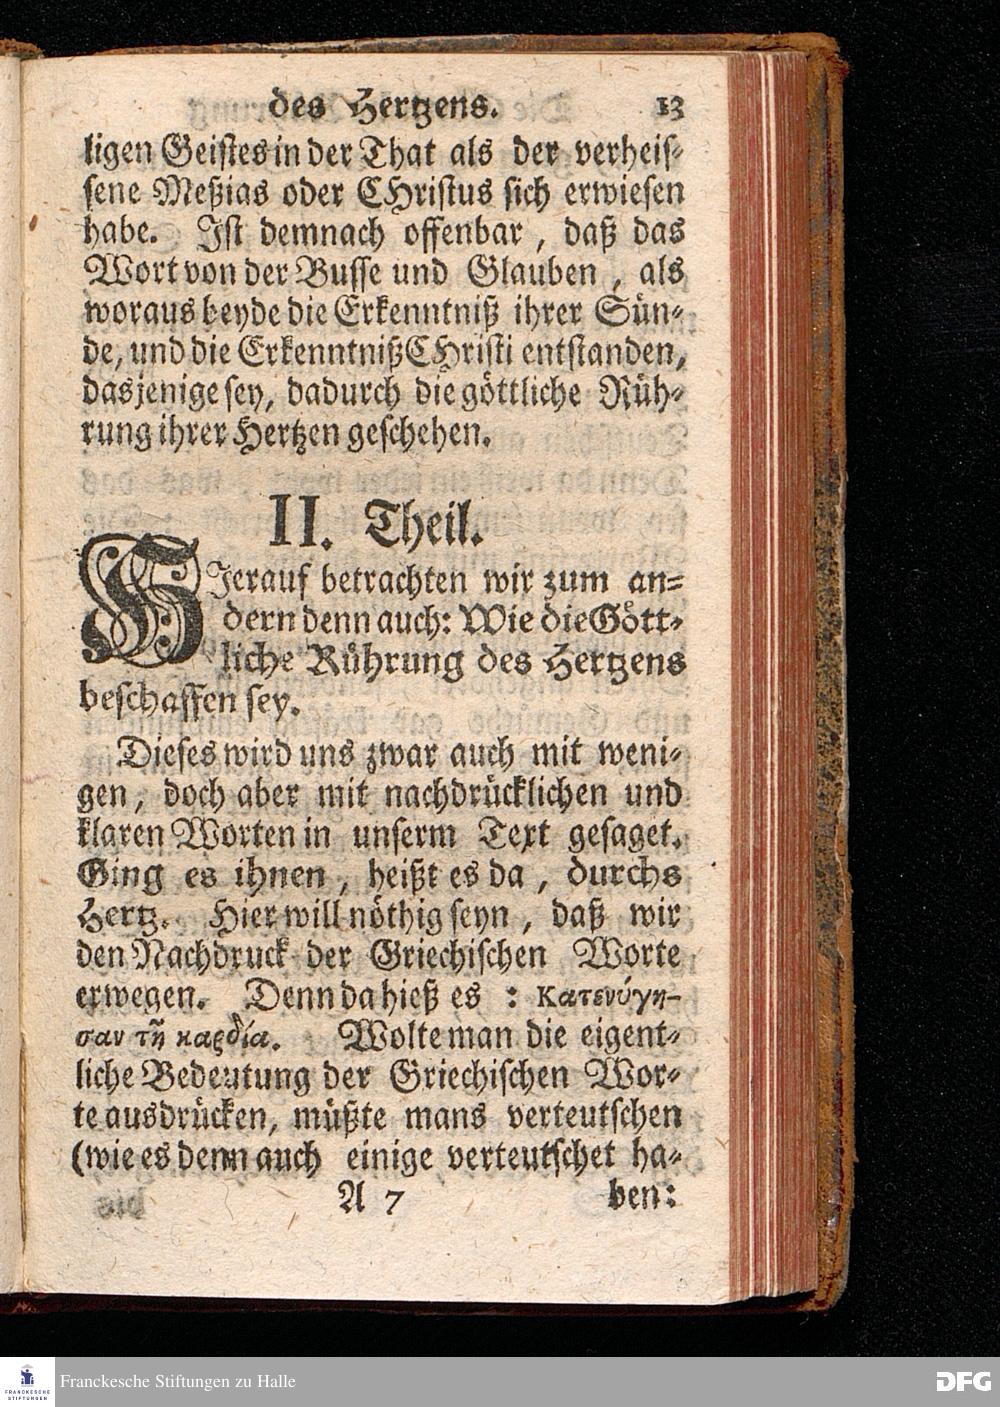 des Hertzens. 13
ligen Geistes in der That als der verheis-
sene Meßias oder CHristus sich erwiesen
habe. Ist demnach offenbar, daß das
Wort von der Busse und Glauben, als
woraus beyde die Erkenntniß ihrer Sün-
de, und die Erkenntniß CHristi entstanden,
dasjenige sey, dadurch die göttliche Rüh-
rung ihrer Hertzen geschehen.
II. Theil.
HIerauf betrachten wir zum an-
dern denn auch: Wie die Gött-
liche Rührung des Hertzens
beschaffen sey.
Dieses wird uns zwar auch mit weni-
gen, doch aber mit nachdrücklichen und
klaren Worten in unserm Text gesaget.
Ging es ihnen, heißt es da, durchs
Hertz. Hier will nöthig seyn, daß wir
den Nachdruck der Griechischen Worte
erwegen. Denn da hieß es : Κατενύγη-
σαν τῇ καρδία. Wolte man die eigent-
liche Bedeutung der Griechischen Wor-
te ausdrücken, müßte mans verteutschen
(wie es denn auch einige verteutschet ha-
A 7 ben:
FRANCKESCHE STIFTUNGEN
Franckesche Stiftungen zu Halle
DFG